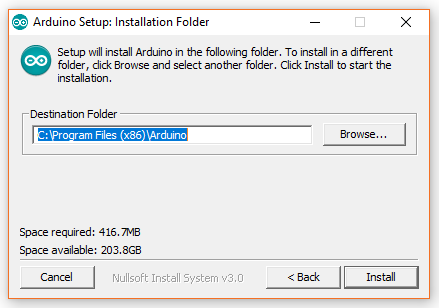 Arduino Setup: Installation Folder
Setup will install Arduino in the following folder. To install in a different
folder, click Browse and select another folder. Click Install to start the
installation.
Destination Folder
C:\Program Files (x86)\Arduino
Browse...
Space required: 416.7MB
Space available: 203.8GB
Cancel
Nullsoft Install System v3.0
< Back
Install